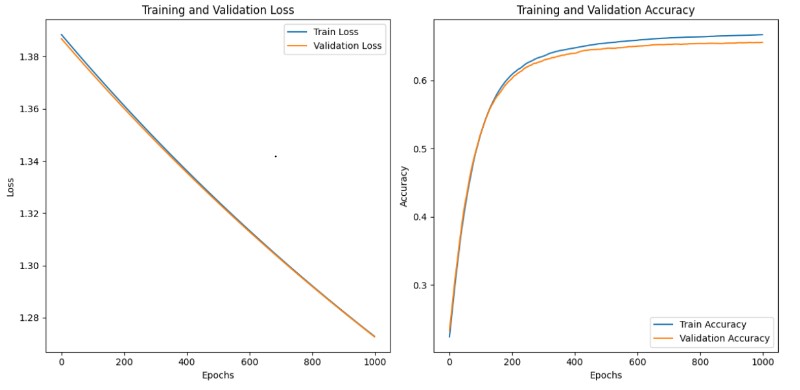 Training and Validation Loss
Train Loss
Validation Loss
1.38
1.36
1.34
1.32
1.30
1.28
Loss
0
200
400
600
800
1000
Epochs
Training and Validation Accuracy
0.6
0.5
0.4
0.3
Accuracy
Train Accuracy
Validation Accuracy
0
200
400
600
800
1000
Epochs